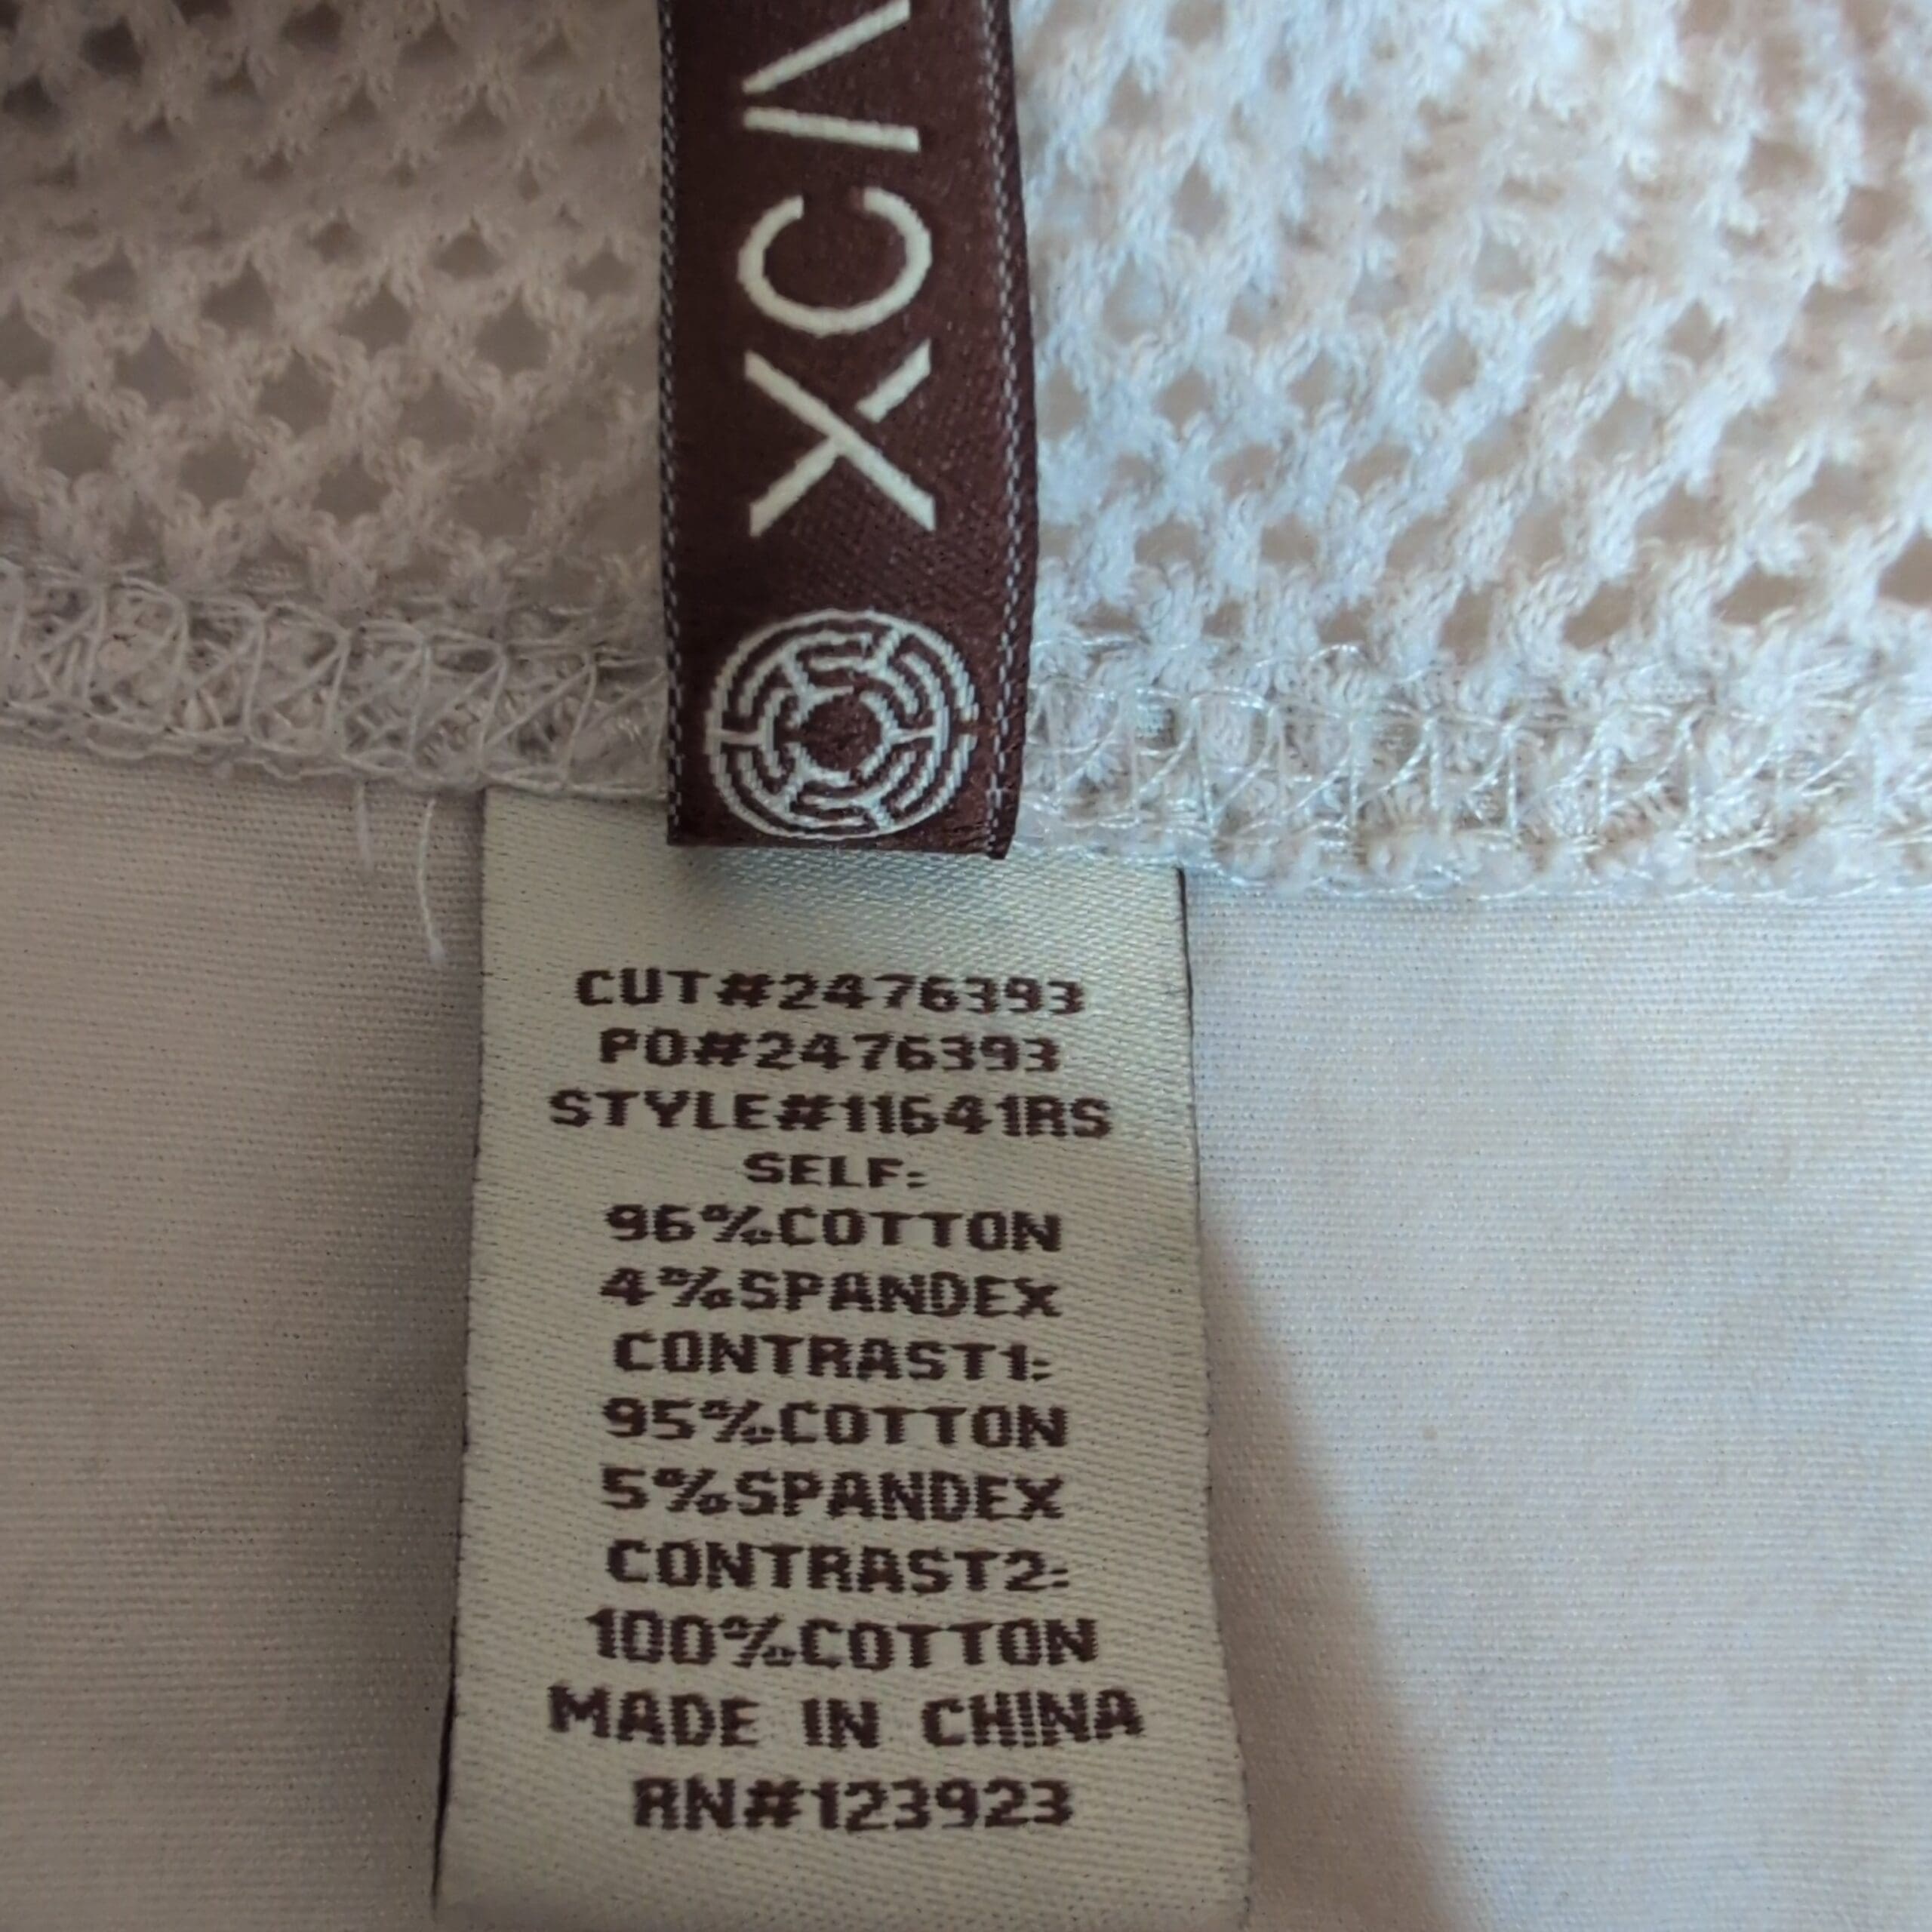 XCV
CUT#2476393
PO#2476393
STYLE#11641RS
SELF:
96%COTTON
4%SPANDEX
CONTRAST1:
95%COTTON
5%SPANDEX
CONTRAST2:
100%COTTON
MADE IN CHINA
RN#123923